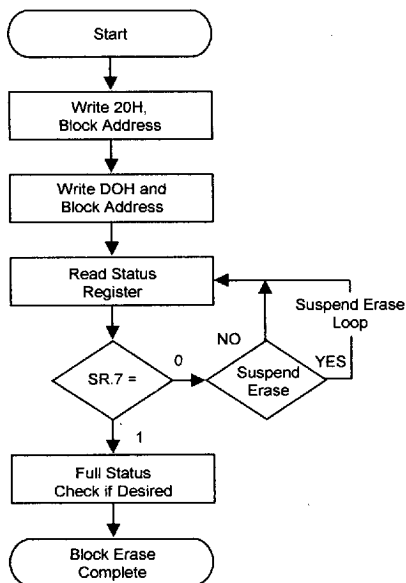 Start
Write 20H,
Block Address
Write DOH and
Block Address
Read Status
Register
Suspend Erase
Loop
NO
YES
SR.7 =
0
Suspend
Erase
1
Full Status
Check if Desired
Block Erase
Complete